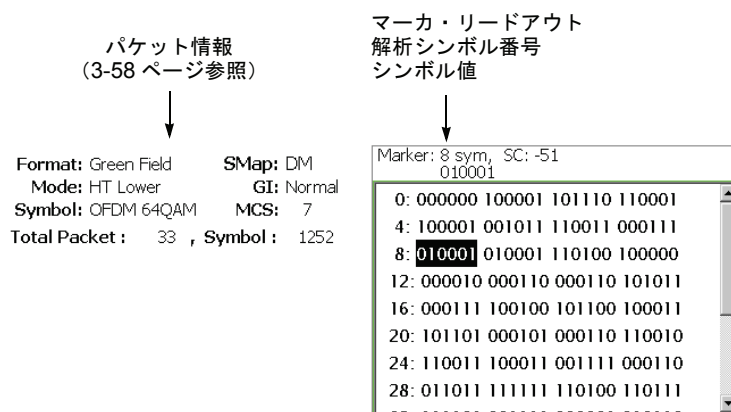 パケット情報
（3-58 ページ参照）
マーカ・リードアウト
解析シンボル番号
シンボル値
Format: Green Field SMap: DM
Mode: HT Lower GI: Normal
Symbol: OFDM 64QAM MCS: 7
Total Packet : 33 , Symbol : 1252
Marker: 8 sym, SC: -51
010001
0: 000000 100001 101110 110001
4: 100001 001011 110011 000111
8: 010001 010001 110100 100000
12: 000010 000110 000110 101011
16: 000111 100100 101100 100011
20: 101101 000101 000110 110010
24: 110011 100011 001111 000110
28: 011011 111111 110100 110111